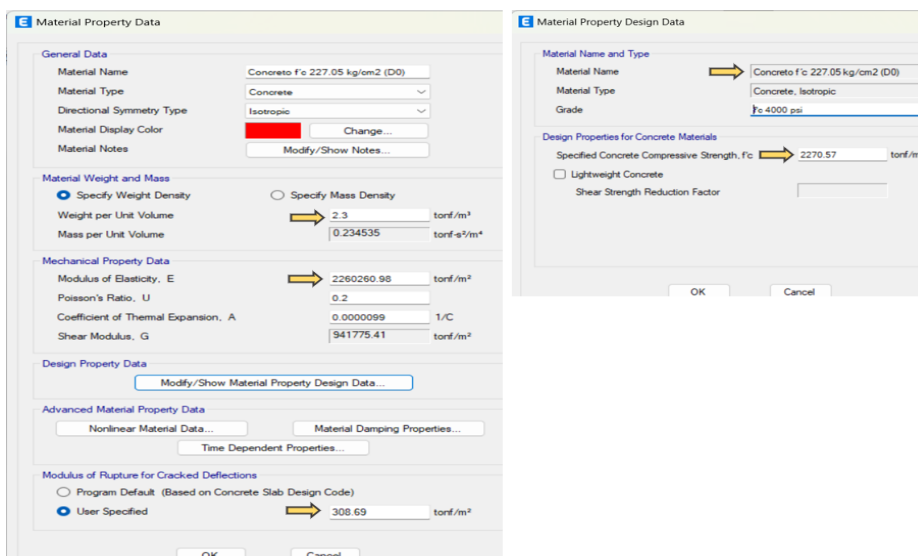 Material Property Data
General Data
Material Name Concreto f´c 227.05 kg/cm2 (D0)
Material Type Concrete
Directional Symmetry Type Isotropic
Material Display Color Change...
Material Notes Modify/Show Notes...
Material Weight and Mass
Specify Weight Density Specify Mass Density
Weight per Unit Volume 2.3 tonf/m³
Mass per Unit Volume 0.234535 tonf-s²/m⁴
Mechanical Property Data
Modulus of Elasticity, E 2260260.98 tonf/m²
Poisson's Ratio, U 0.2
Coefficient of Thermal Expansion, A 0.0000099 1/C
Shear Modulus, G 941775.41 tonf/m²
Design Property Data
Modify/Show Material Property Design Data...
Advanced Material Property Data
Nonlinear Material Data... Material Damping Properties...
Time Dependent Properties...
Modulus of Rupture for Cracked Deflections
Program Default (Based on Concrete Slab Design Code)
User Specified 308.69 tonf/m²
OK Cancel
Material Property Design Data
Material Name and Type
Material Name Concreto f´c 227.05 kg/cm2 (D0)
Material Type Concrete, Isotropic
Grade f'c 4000 psi
Design Properties for Concrete Materials
Specified Concrete Compressive Strength, f'c 2270.57
Lightweight Concrete
Shear Strength Reduction Factor
OK Cancel